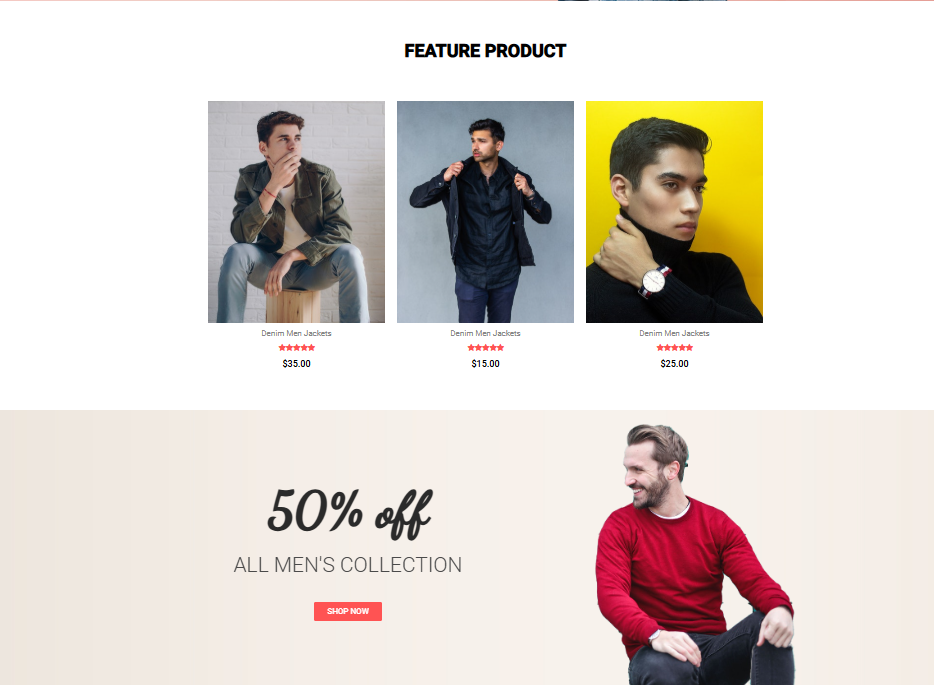 FEATURE PRODUCT
Denim Men Jackets
$35.00
Denim Men Jackets
$15.00
Denim Men Jackets
$25.00
50% off
ALL MEN'S COLLECTION
SHOP NOW